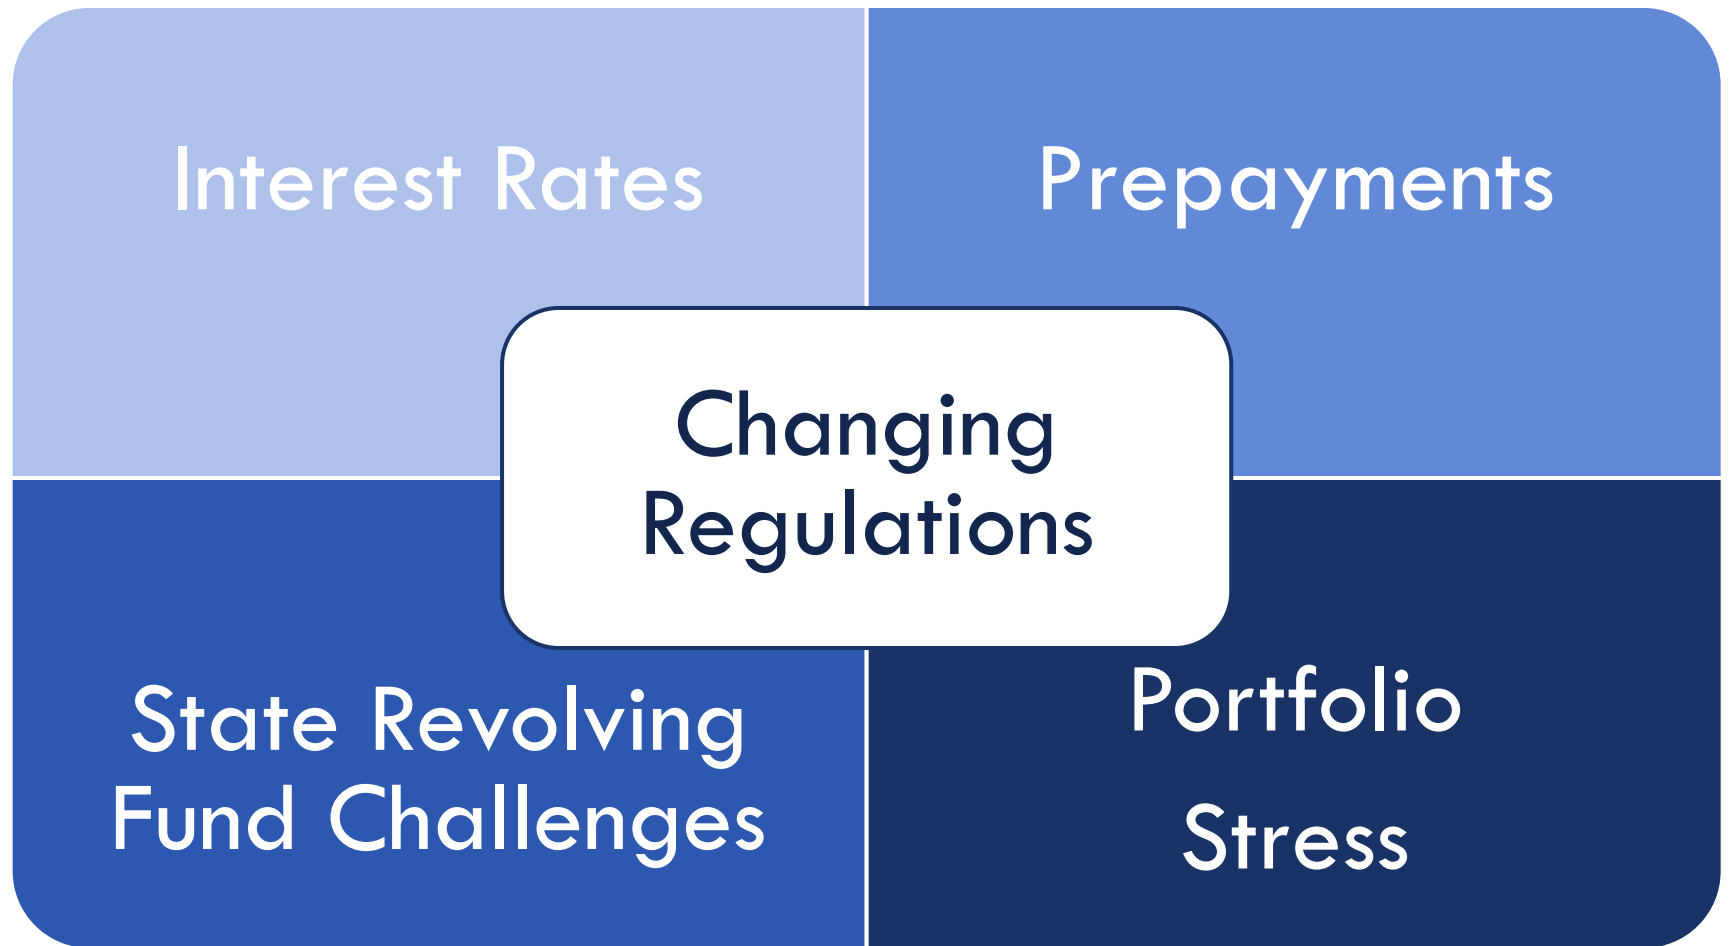 Interest Rates
Prepayments
Changing
Regulations
State Revolving
Fund Challenges
Portfolio
Stress